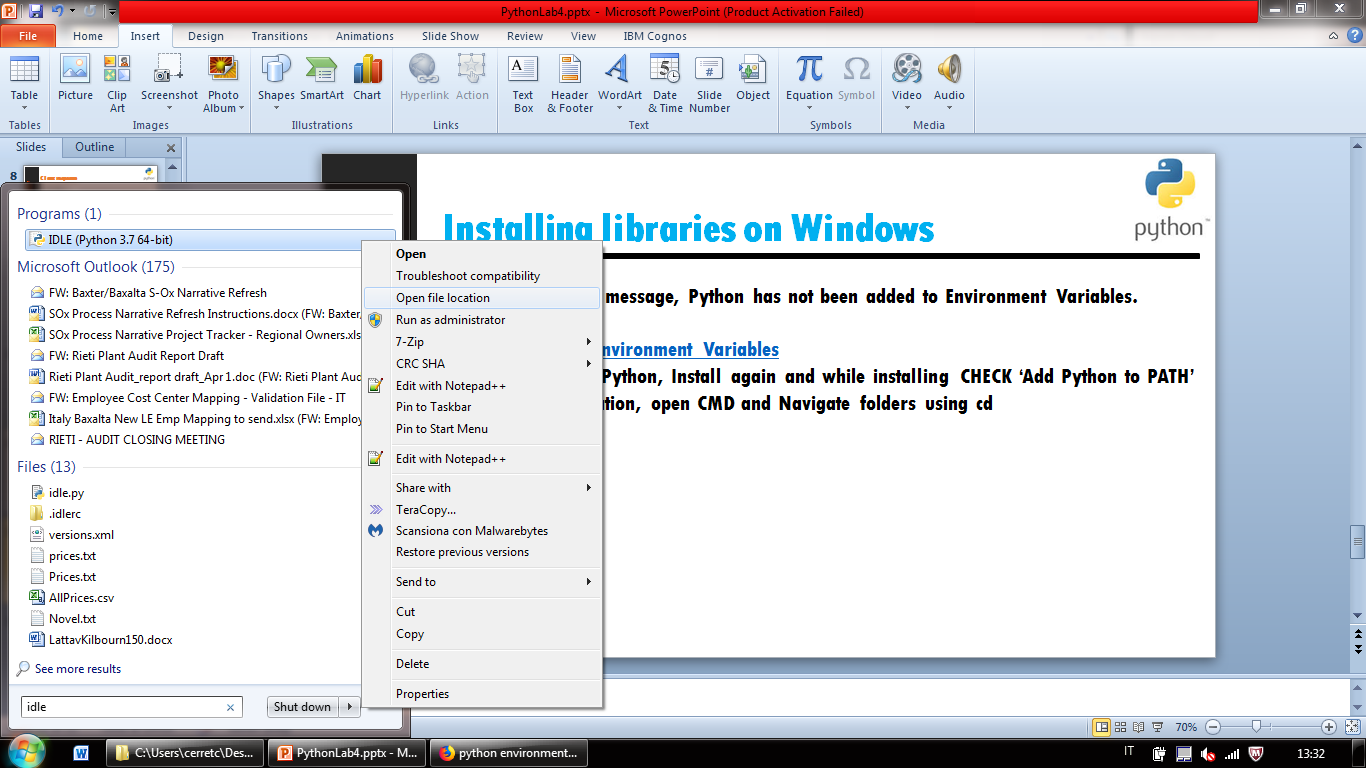 PythonLab4.pptx - Microsoft PowerPoint (Product Activation Failed)
File Home Insert Design Transitions Animations Slide Show Review View IBM Cognos
Table Picture Clip Art Screenshot Photo Album Shapes SmartArt Chart Hyperlink Action Text Box Header & Footer WordArt Date & Time Slide Number Object Equation Symbol Video Audio
Tables Images Illustrations Links Text Symbols Media
Slides Outline
8
python
Installing libraries on Windows
message, Python has not been added to Environment Variables.
nvironment Variables
Python, Install again and while installing CHECK ‘Add Python to PATH’
tion, open CMD and Navigate folders using cd
Programs (1)
IDLE (Python 3.7 64-bit)
Microsoft Outlook (175)
FW: Baxter/Baxalta S-Ox Narrative Refresh
SOx Process Narrative Refresh Instructions.docx (FW: Baxter,
SOx Process Narrative Project Tracker - Regional Owners.xls
FW: Rieti Plant Audit Report Draft
Rieti Plant Audit_report draft_Apr 1.doc (FW: Rieti Plant Aud
FW: Employee Cost Center Mapping - Validation File - IT
Italy Baxalta New LE Emp Mapping to send.xlsx (FW: Employ
RIETI - AUDIT CLOSING MEETING
Files (13)
idle.py
.idlerc
versions.xml
prices.txt
Prices.txt
AllPrices.csv
Novel.txt
LattavKilbourn150.docx
See more results
idle
Shut down
Open
Troubleshoot compatibility
Open file location
Run as administrator
7-Zip
CRC SHA
Edit with Notepad++
Pin to Taskbar
Pin to Start Menu
Edit with Notepad++
Share with
TeraCopy...
Scansiona con Malwarebytes
Restore previous versions
Send to
Cut
Copy
Delete
Properties
70%
C:\Users\cerretc\Des...
PythonLab4.pptx - M...
python environment...
IT
13:32